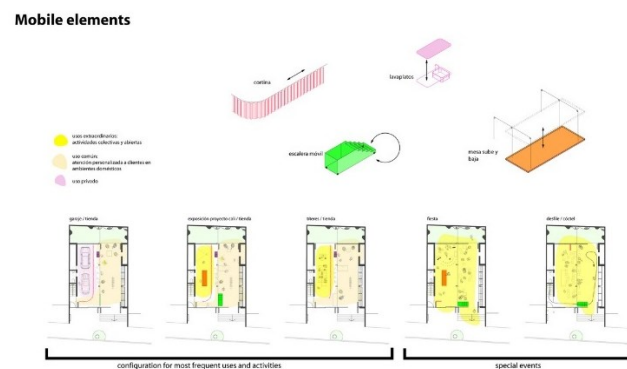 Mobile elements
cortina
lavaplatos
escalera móvil
mesa sube y
baja
usos extraordinarios:
actividades colectivas y abiertas
uso común:
atención personalizada a clientes en
ambientes domésticos
uso privado
garaje / tienda
exposición proyecto cali / tienda
/ tienda
fiesta
desfile / cóctel
configuration for most frequent uses and activities
special events